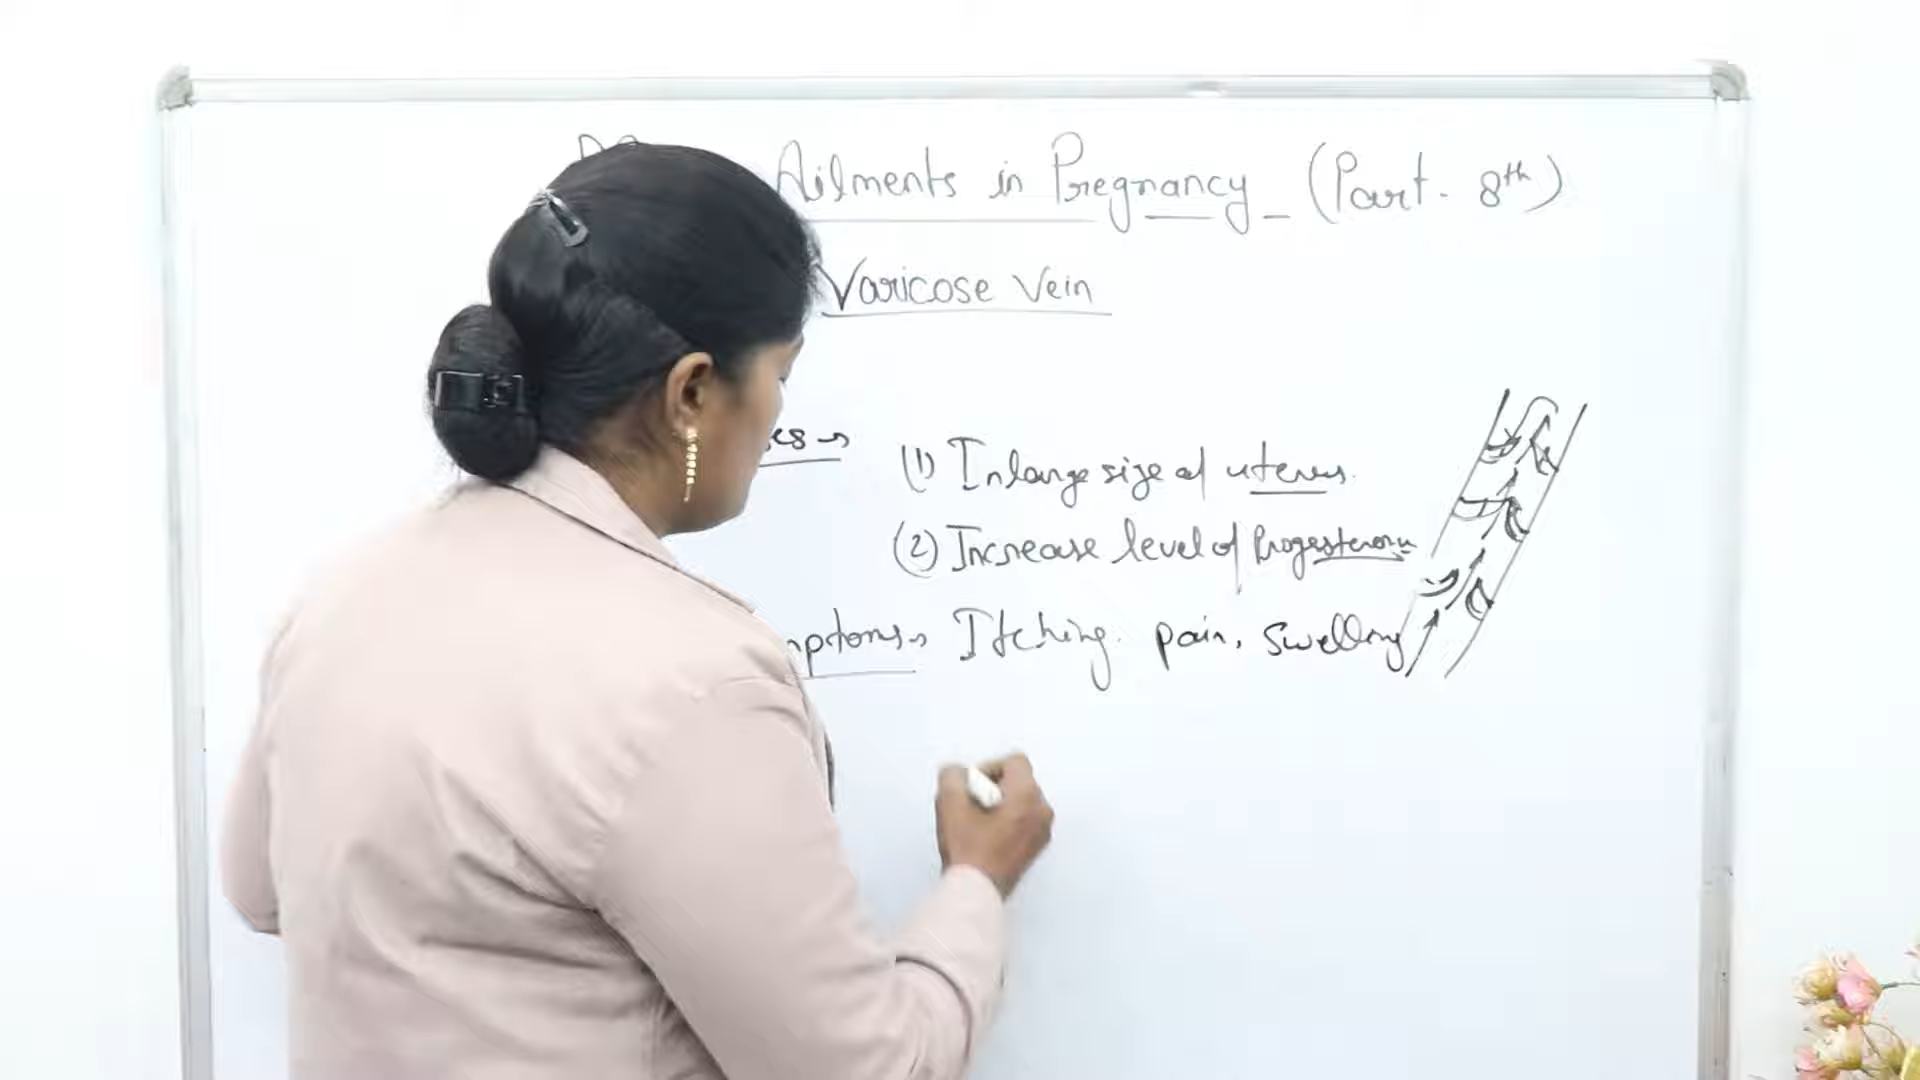 Ailments in Pregnancy (Part - 8th)
Varicose Vein
(1) Inlarge size of uterus.
(2) Increase level of Progesteron
Itching. pain, Swelling